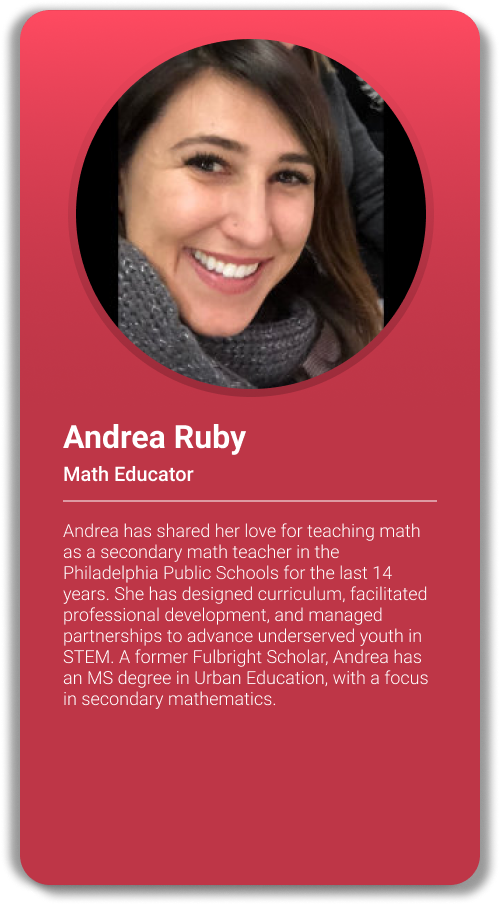 Andrea Ruby
Math Educator
Andrea has shared her love for teaching math
as a secondary math teacher in the
Philadelphia Public Schools for the last 14
years. She has designed curriculum, facilitated
professional development, and managed
partnerships to advance underserved youth in
STEM. A former Fulbright Scholar, Andrea has
an MS degree in Urban Education, with a focus
in secondary mathematics.